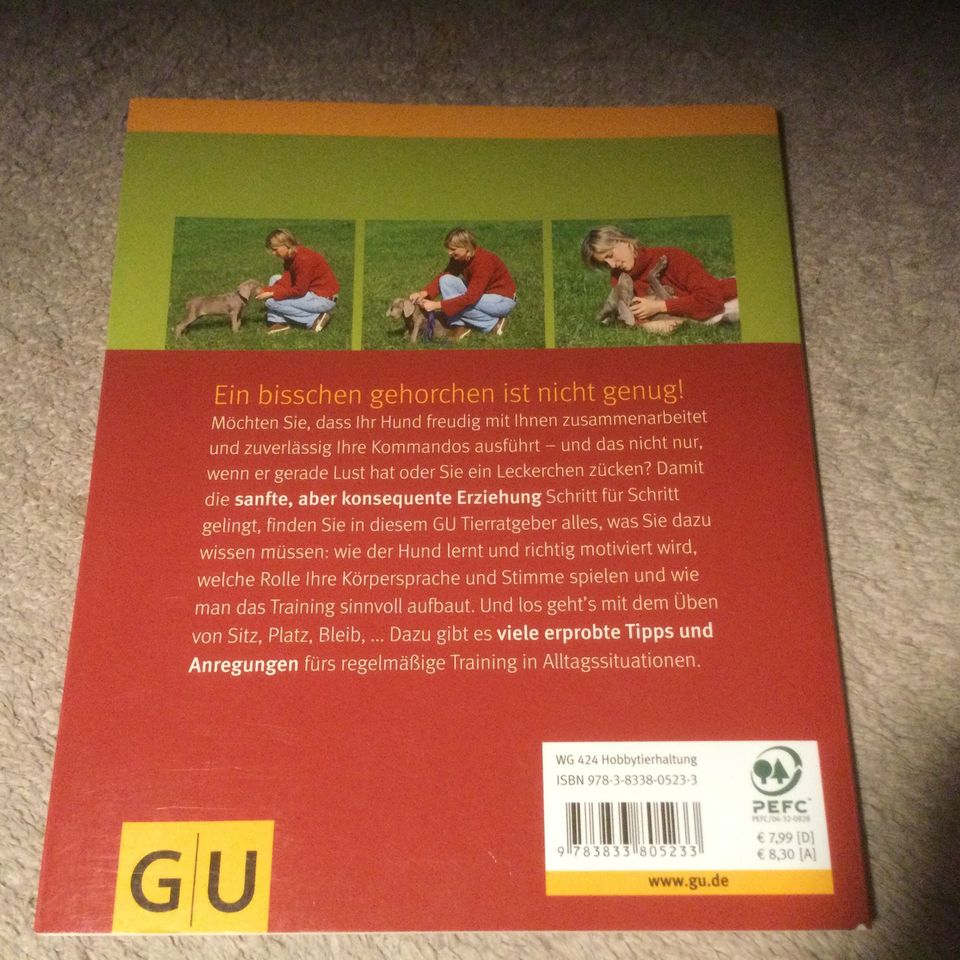 Ein bisschen gehorchen ist nicht genug!
Möchten Sie, dass Ihr Hund freudig mit Ihnen zusammenarbeitet
und zuverlässig Ihre Kommandos ausführt – und das nicht nur,
wenn er gerade Lust hat oder Sie ein Leckerchen zücken? Damit
die sanfte, aber konsequente Erziehung Schritt für Schritt
gelingt, finden Sie in diesem GU Tierratgeber alles, was Sie dazu
wissen müssen: wie der Hund lernt und richtig motiviert wird,
welche Rolle Ihre Körpersprache und Stimme spielen und wie
man das Training sinnvoll aufbaut. Und los geht's mit dem Üben
von Sitz, Platz, Bleib, ... Dazu gibt es viele erprobte Tipps und
Anregungen fürs regelmäßige Training in Alltagssituationen.
WG 424 Hobbytierhaltung
ISBN 978-3-8338-0523-3
PEFC
PEFC/04-32-0928
€ 7,99 [D]
€ 8,30 [A]
9 783833 805233
www.gu.de
G|U